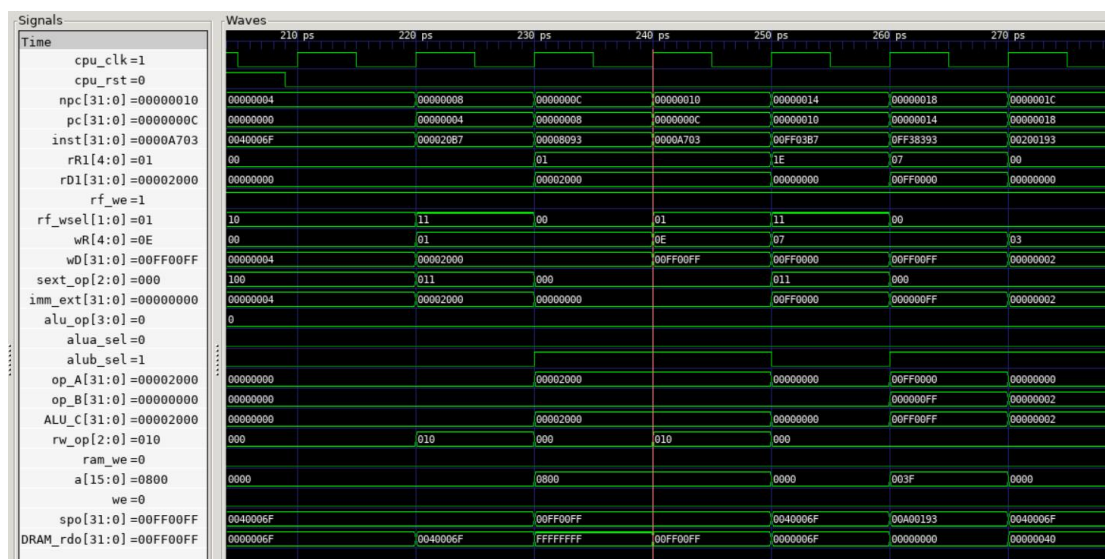 Signals
Waves
Time
210 ps 220 ps 230 ps 240 ps 250 ps 260 ps 270 ps
cpu_clk=1
cpu_rst=0
npc[31:0]=00000010 00000004 00000008 0000000C 00000010 00000014 00000018 0000001C
pc[31:0]=0000000C 00000000 00000004 00000008 0000000C 00000010 00000014 00000018
inst[31:0]=0000A703 0040006F 000020B7 00008093 0000A703 00FF03B7 0FF38393 00200193
rR1[4:0]=01 00 01 1E 07 00
rD1[31:0]=00002000 00000000 00002000 00000000 00FF0000 00000000
rf_we=1
rf_wsel[1:0]=01 10 11 00 01 11 00
wR[4:0]=0E 00 01 0E 07 03
wD[31:0]=00FF00FF 00000004 00002000 00FF00FF 00FF0000 00FF00FF 00000002
sext_op[2:0]=000 100 011 000 011 000
imm_ext[31:0]=00000000 00000004 00002000 00000000 00FF0000 000000FF 00000002
alu_op[3:0]=0 0
alua_sel=0
alub_sel=1
op_A[31:0]=00002000 00000000 00002000 00000000 00FF0000 00000000
op_B[31:0]=00000000 00000000 000000FF 00000002
ALU_C[31:0]=00002000 00000000 00002000 00000000 00FF00FF 00000002
rw_op[2:0]=010 000 010 000 010 000
ram_we=0
a[15:0]=0800 0000 0800 0000 003F 0000
we=0
spo[31:0]=00FF00FF 0040006F 00FF00FF 0040006F 00A00193 0040006F
DRAM_rdo[31:0]=00FF00FF 0000006F 0040006F FFFFFFFF 00FF00FF 0000006F 00000000 00000040